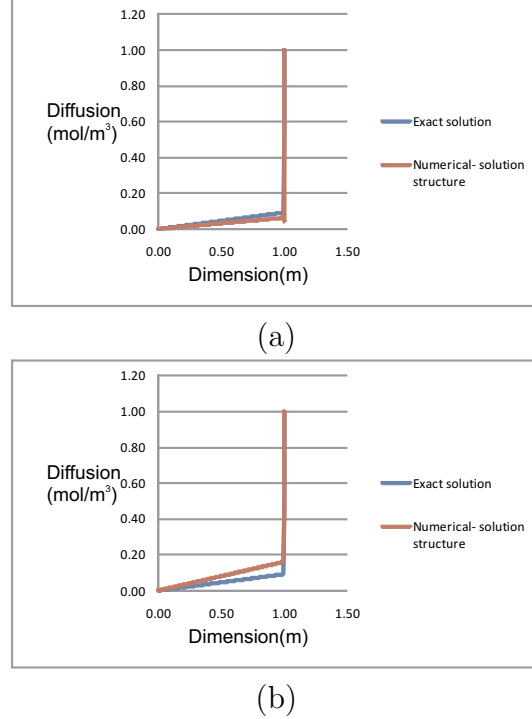 1.20
1.00
0.80
Diffusion
(mol/m³)
0.60
0.40
0.20
0.00
0.00 0.50 1.00 1.50
Dimension(m)
Exact solution
Numerical- solution
structure
(a)
1.20
1.00
0.80
Diffusion
(mol/m³)
0.60
0.40
0.20
0.00
0.00 0.50 1.00 1.50
Dimension(m)
Exact solution
Numerical- solution
structure
(b)